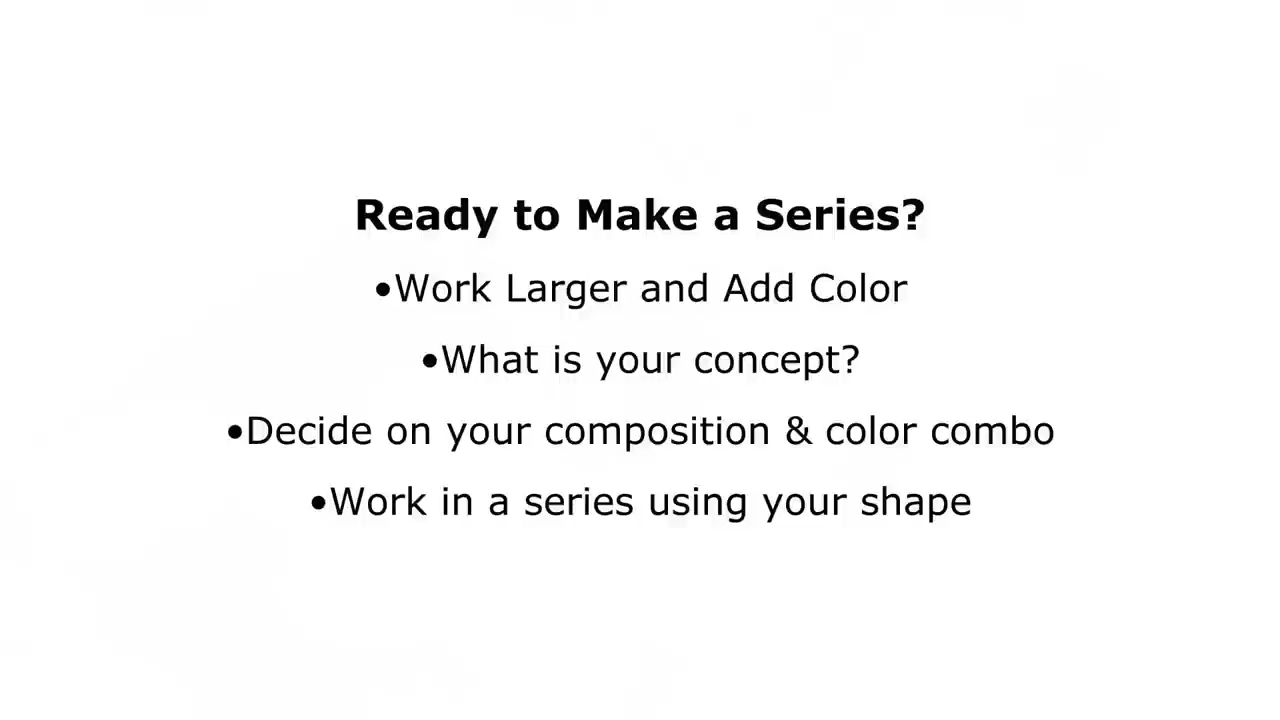 Ready to Make a Series?
•Work Larger and Add Color
•What is your concept?
•Decide on your composition & color combo
•Work in a series using your shape